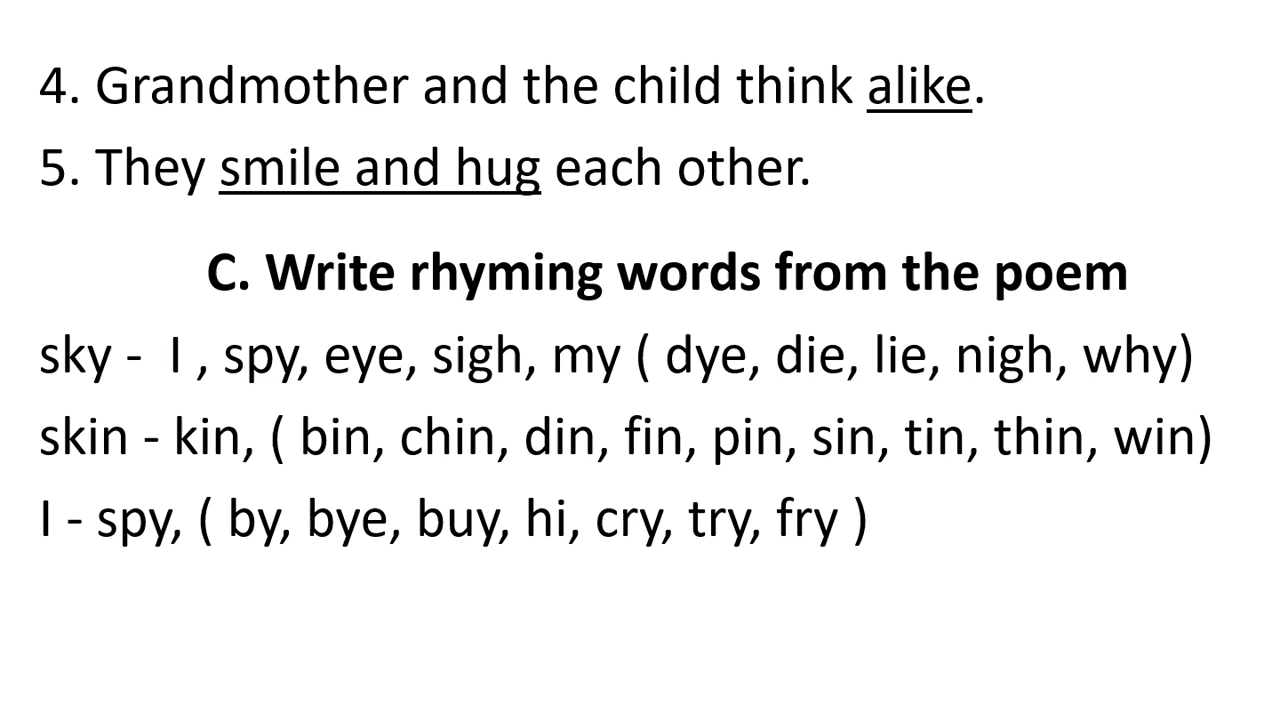 4. Grandmother and the child think alike.
5. They smile and hug each other.
C. Write rhyming words from the poem
sky -  I , spy, eye, sigh, my ( dye, die, lie, nigh, why)
skin - kin, ( bin, chin, din, fin, pin, sin, tin, thin, win)
I - spy, ( by, bye, buy, hi, cry, try, fry )